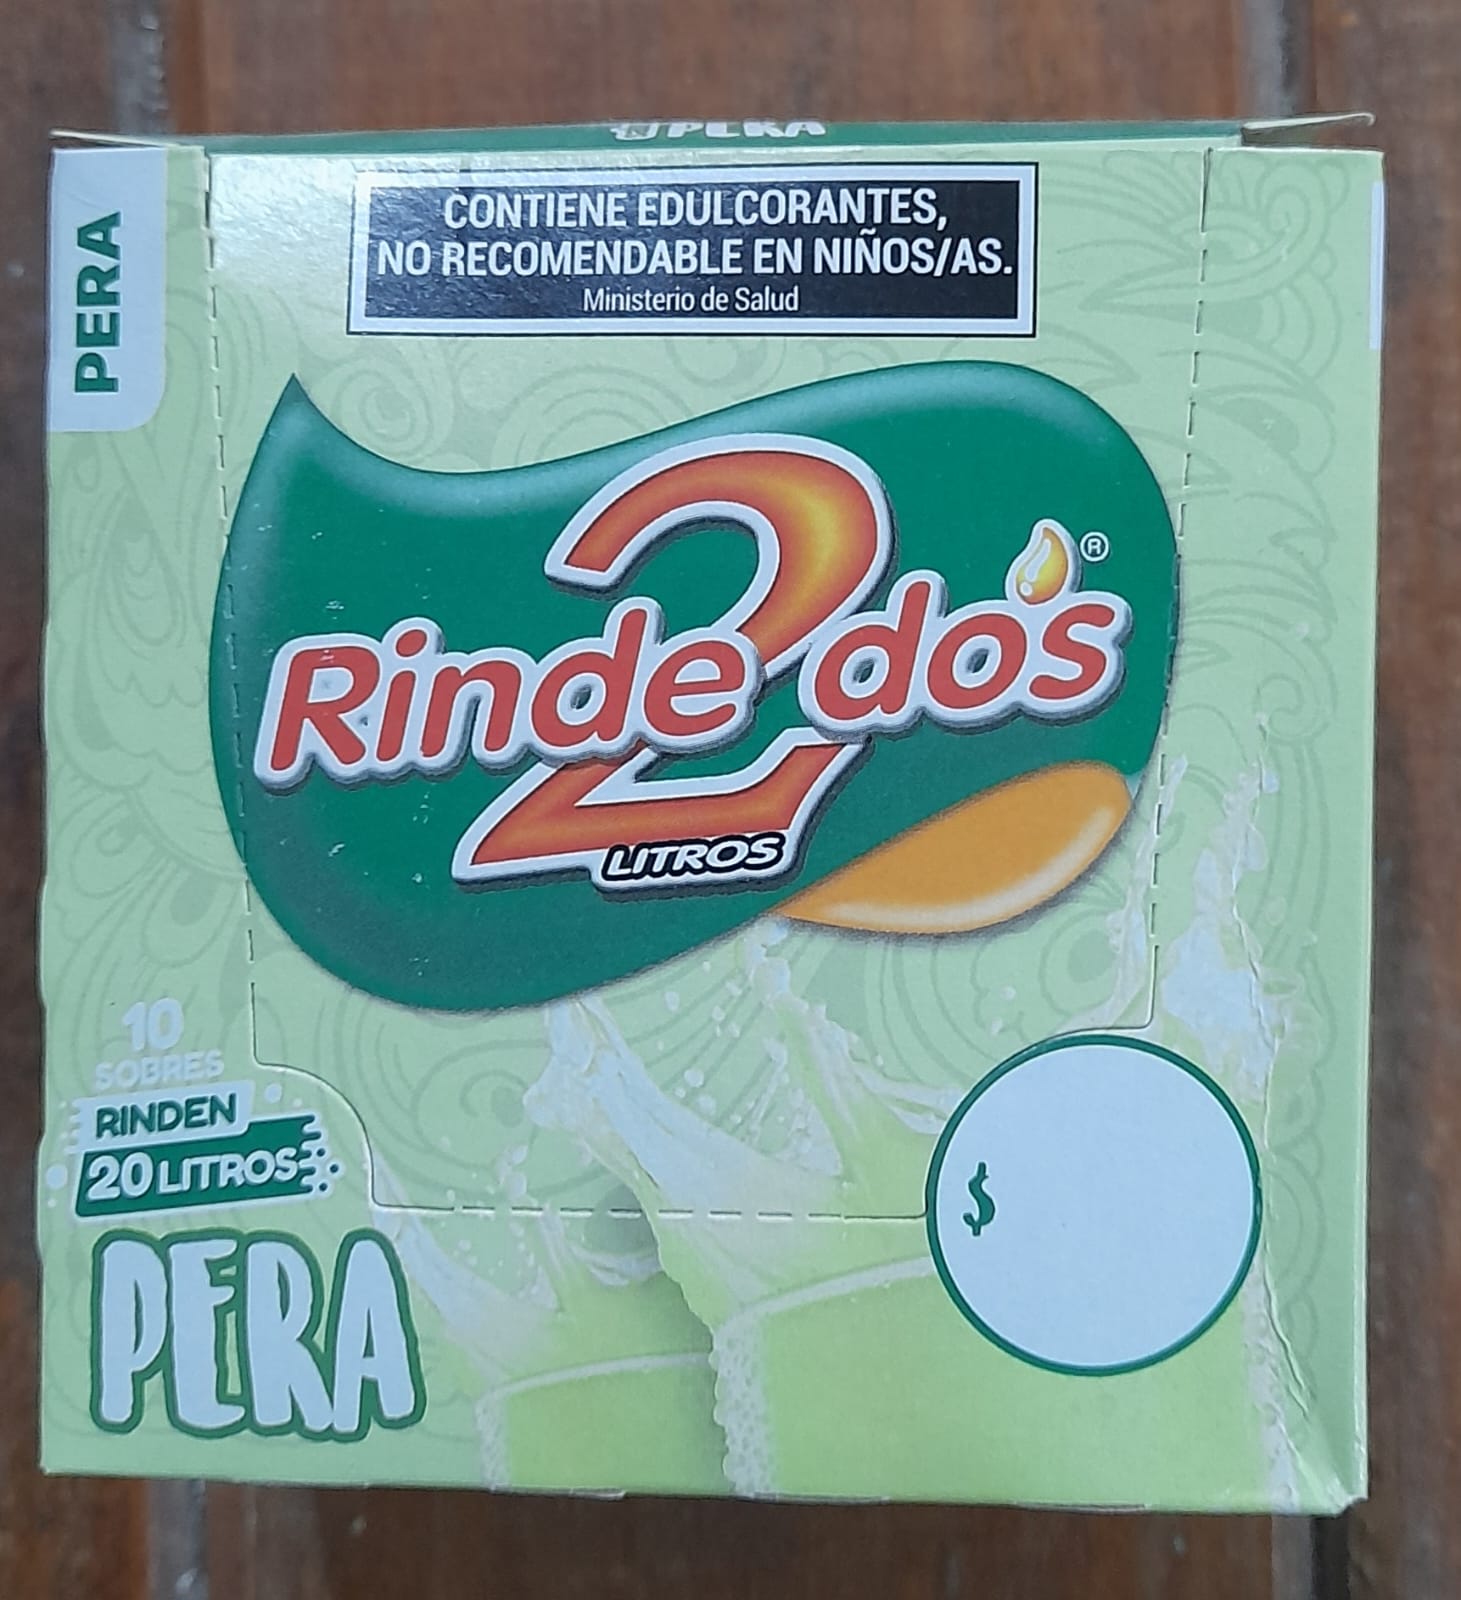 PERA
PERA
CONTIENE EDULCORANTES,
NO RECOMENDABLE EN NIÑOS/AS.
Ministerio de Salud
2
Rinde dos ®
LITROS
10
SOBRES
RINDEN
20 LITROS
PERA
$